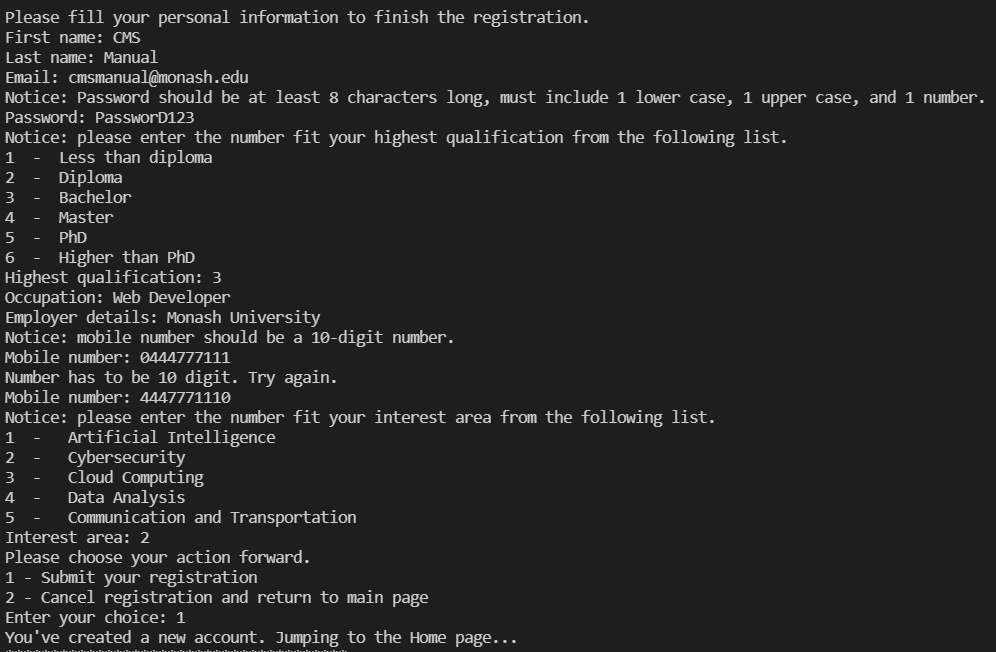 Please fill your personal information to finish the registration.
First name: CMS
Last name: Manual
Email: cmsmanual@monash.edu
Notice: Password should be at least 8 characters long, must include 1 lower case, 1 upper case, and 1 number.
Password: PassworD123
Notice: please enter the number fit your highest qualification from the following list.
1  -  Less than diploma
2  -  Diploma
3  -  Bachelor
4  -  Master
5  -  PhD
6  -  Higher than PhD
Highest qualification: 3
Occupation: Web Developer
Employer details: Monash University
Notice: mobile number should be a 10-digit number.
Mobile number: 0444777111
Number has to be 10 digit. Try again.
Mobile number: 4447771110
Notice: please enter the number fit your interest area from the following list.
1  -   Artificial Intelligence
2  -   Cybersecurity
3  -   Cloud Computing
4  -   Data Analysis
5  -   Communication and Transportation
Interest area: 2
Please choose your action forward.
1 - Submit your registration
2 - Cancel registration and return to main page
Enter your choice: 1
You've created a new account. Jumping to the Home page...